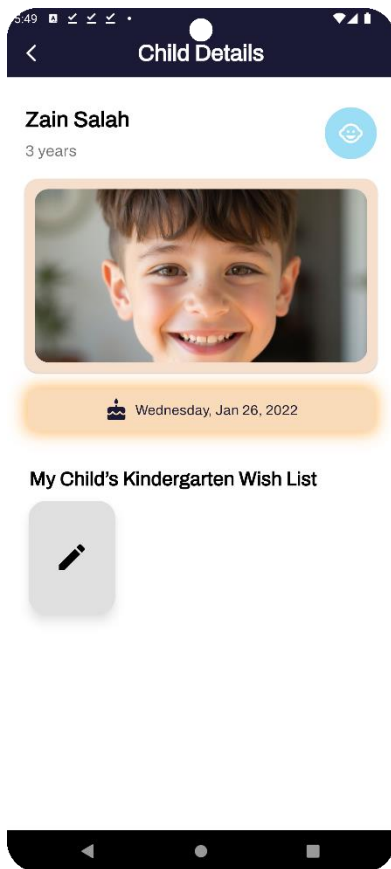 5:49
Child Details
Zain Salah
3 years
Wednesday, Jan 26, 2022
My Child's Kindergarten Wish List